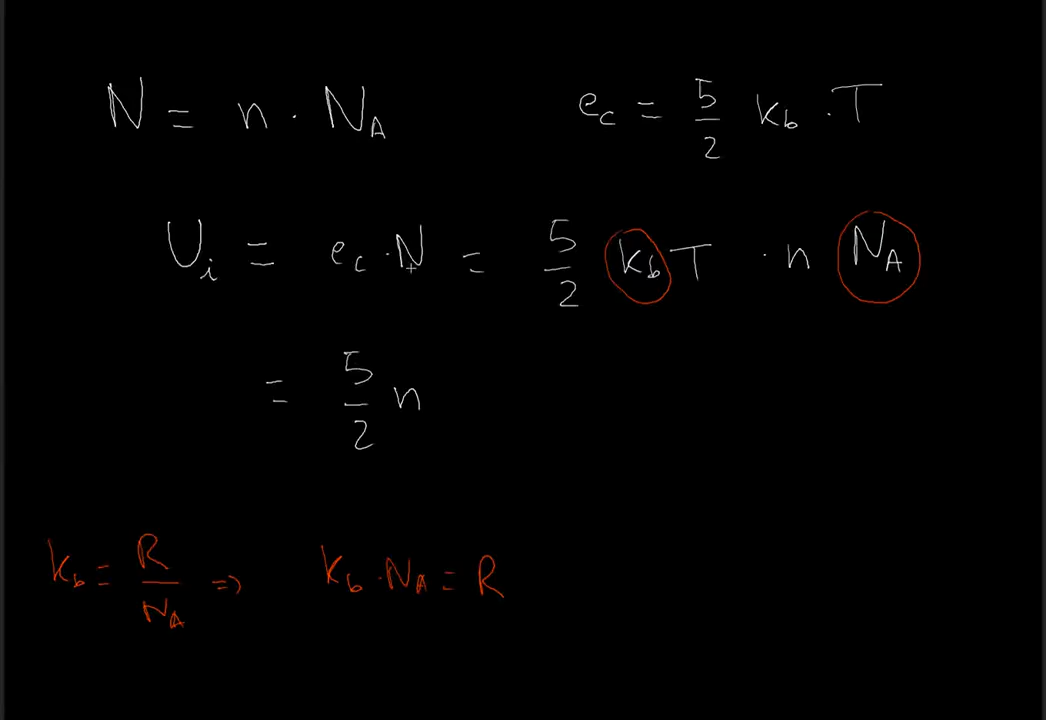 N = n · N_A e_c = 5/2 k_b · T
U_i = e_c · N = 5/2 k_b T · n N_A
= 5/2 n
k_b = R/N_A ⇒ k_b · N_A = R